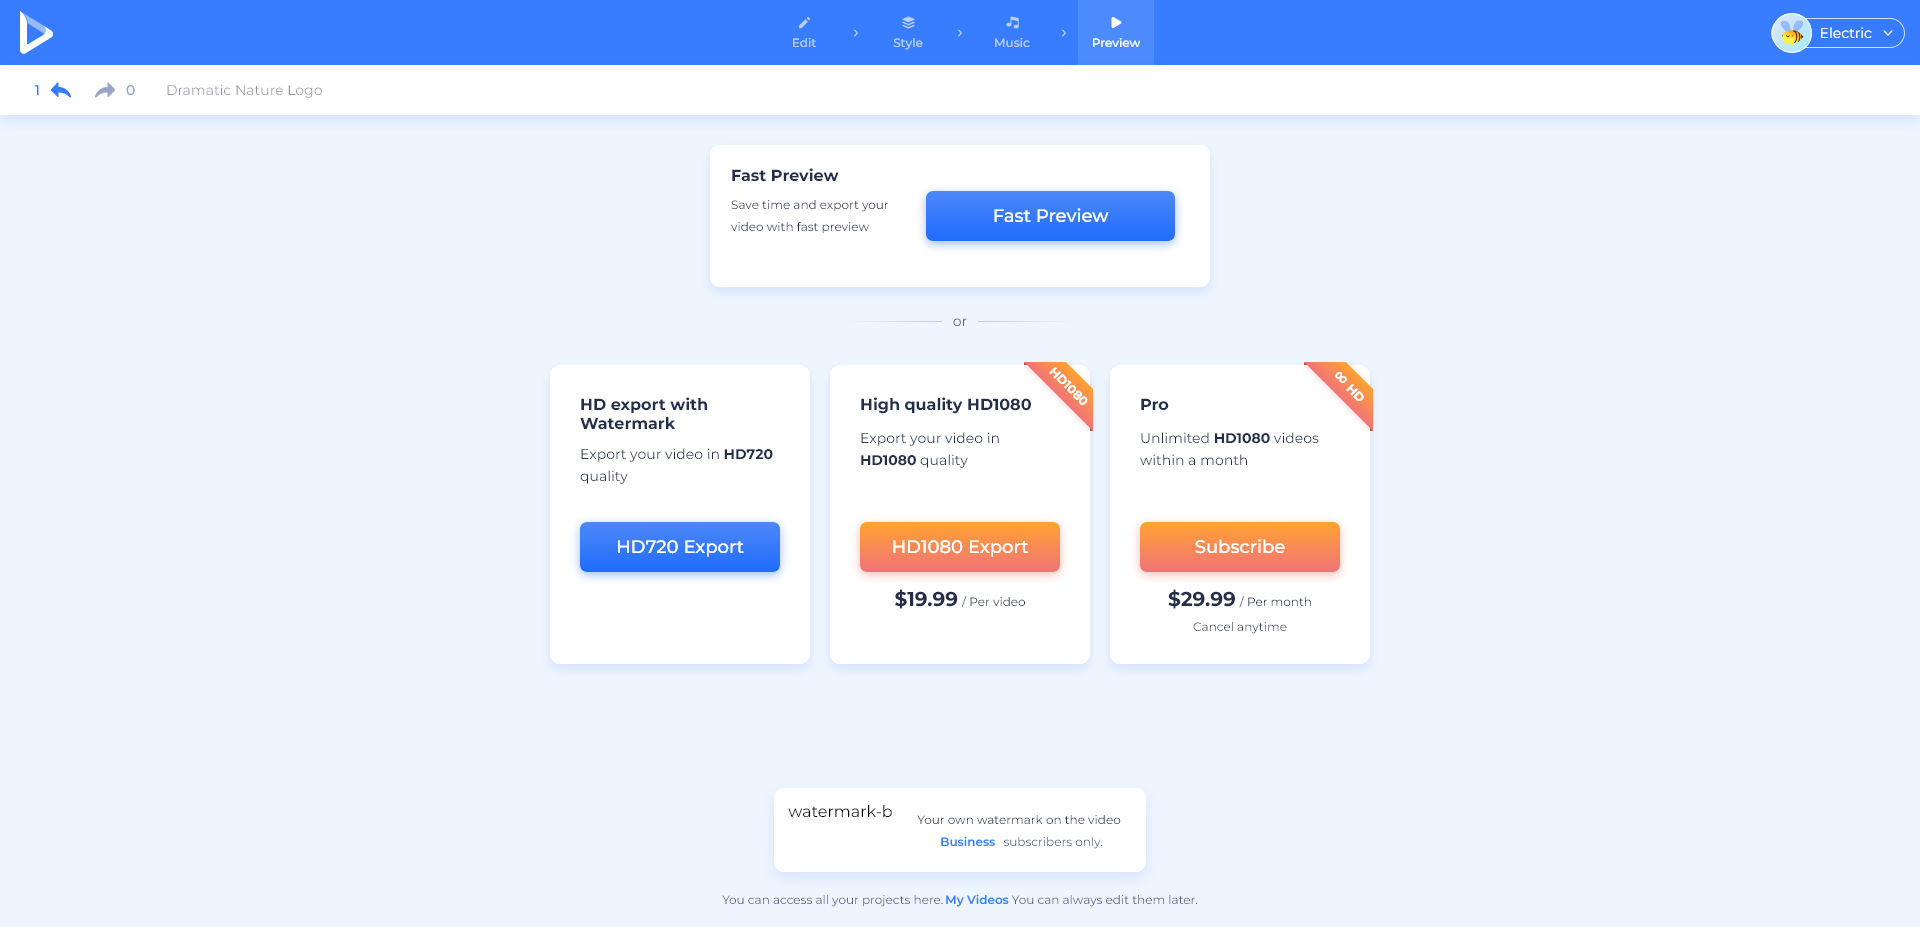 Edit
Style
Music
Preview
Electric
1
0
Dramatic Nature Logo
Fast Preview
Save time and export your
video with fast preview
Fast Preview
or
HD export with
Watermark
Export your video in HD720
quality
HD720 Export
HD1080
High quality HD1080
Export your video in
HD1080 quality
HD1080 Export
$19.99 / Per video
∞ HD
Pro
Unlimited HD1080 videos
within a month
Subscribe
$29.99 / Per month
Cancel anytime
watermark-b
Your own watermark on the video
Business subscribers only.
You can access all your projects here. My Videos You can always edit them later.